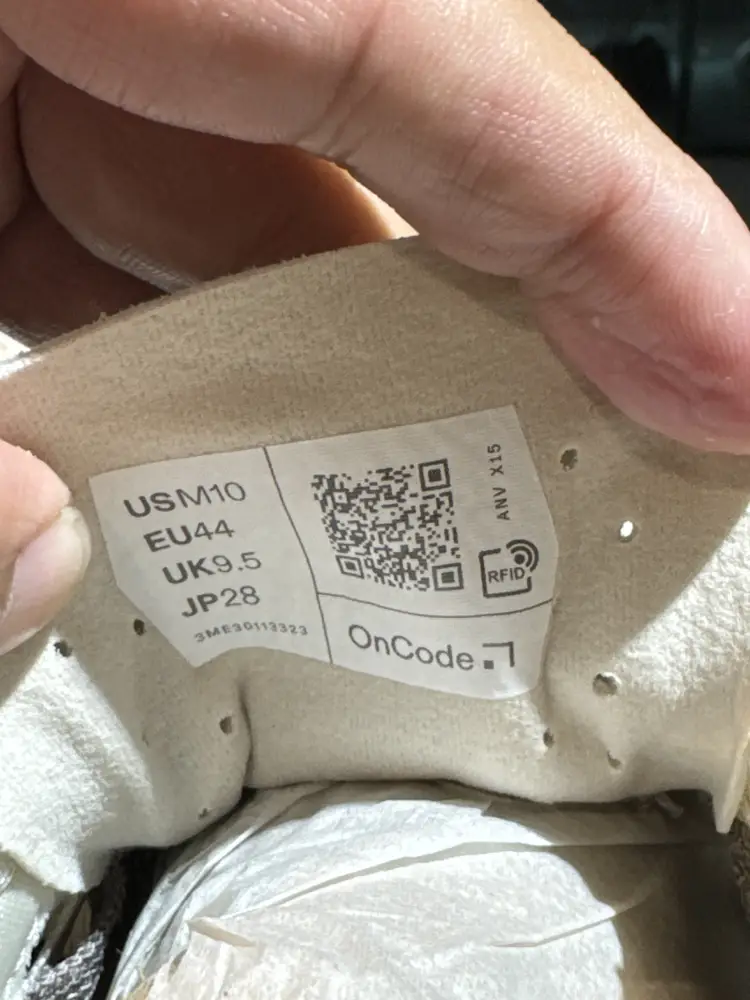 USM10
EU44
UK9.5
JP28
3ME30113323
ANV X15
RFID
OnCode